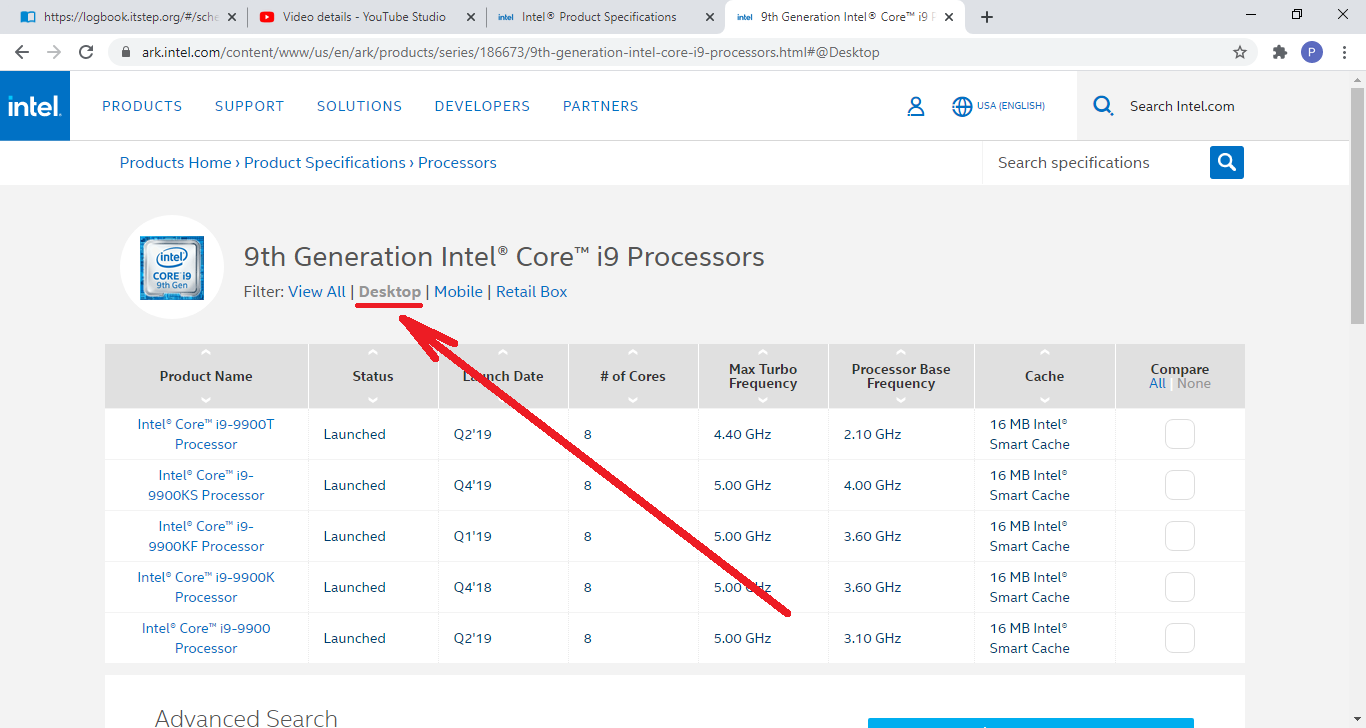 https://logbook.itstep.org/#/sche
Video details - YouTube Studio
intel Intel® Product Specifications
intel 9th Generation Intel® Core™ i9 P
ark.intel.com/content/www/us/en/ark/products/series/186673/9th-generation-intel-core-i9-processors.html#@Desktop
P
intel.
PRODUCTS SUPPORT SOLUTIONS DEVELOPERS PARTNERS
USA (ENGLISH)
Search Intel.com
Products Home › Product Specifications › Processors
Search specifications
intel
CORE i9
9th Gen
9th Generation Intel® Core™ i9 Processors
Filter: View All | Desktop | Mobile | Retail Box
Product Name Status Launch Date # of Cores Max Turbo Frequency Processor Base Frequency Cache Compare
All | None
Intel® Core™ i9-9900T Processor Launched Q2'19 8 4.40 GHz 2.10 GHz 16 MB Intel® Smart Cache
Intel® Core™ i9-9900KS Processor Launched Q4'19 8 5.00 GHz 4.00 GHz 16 MB Intel® Smart Cache
Intel® Core™ i9-9900KF Processor Launched Q1'19 8 5.00 GHz 3.60 GHz 16 MB Intel® Smart Cache
Intel® Core™ i9-9900K Processor Launched Q4'18 8 5.00 GHz 3.60 GHz 16 MB Intel® Smart Cache
Intel® Core™ i9-9900 Processor Launched Q2'19 8 5.00 GHz 3.10 GHz 16 MB Intel® Smart Cache
Advanced Search